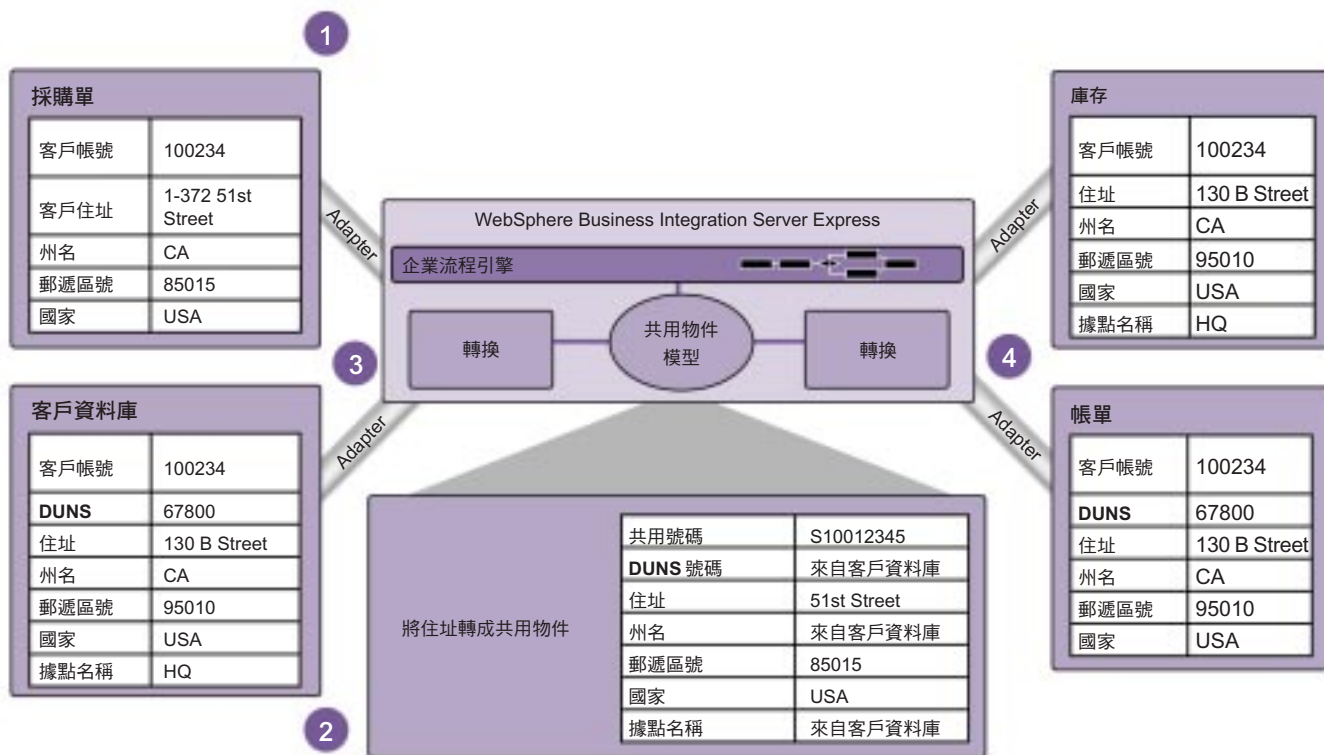 1
採購單
客戶帳號 100234
客戶住址 1-372 51st
Street
州名 CA
郵遞區號 85015
國家 USA
Adapter
3
客戶資料庫
客戶帳號 100234
DUNS 67800
住址 130 B Street
州名 CA
郵遞區號 95010
國家 USA
據點名稱 HQ
Adapter
2
WebSphere Business Integration Server Express
企業流程引擎
轉換
共用物件
模型
轉換
將住址轉成共用物件
共用號碼 S10012345
DUNS 號碼 來自客戶資料庫
住址 51st Street
州名 來自客戶資料庫
郵遞區號 85015
國家 USA
據點名稱 來自客戶資料庫
庫存
客戶帳號 100234
住址 130 B Street
州名 CA
郵遞區號 95010
國家 USA
據點名稱 HQ
Adapter
4
帳單
客戶帳號 100234
DUNS 67800
住址 130 B Street
州名 CA
郵遞區號 95010
國家 USA
Adapter